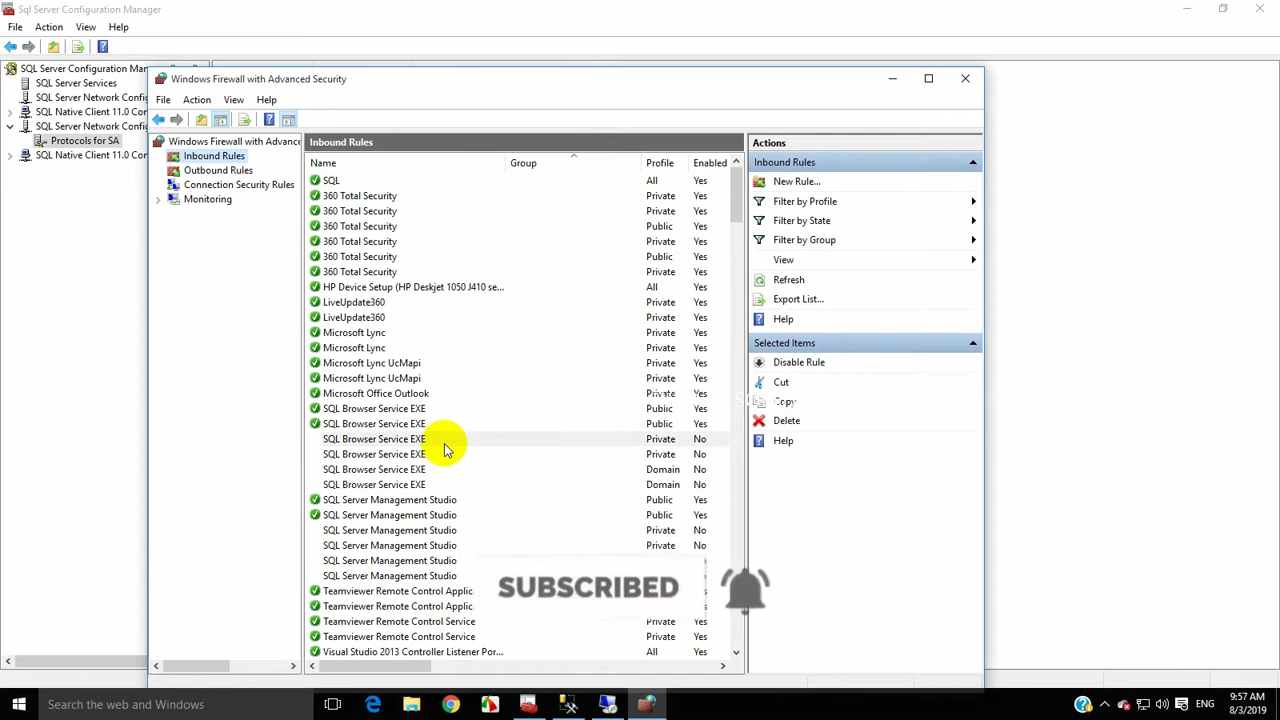 Sql Server Configuration Manager
File Action View Help
SQL Server Configuration Manag
SQL Server Services
SQL Server Network Confi
SQL Native Client 11.0 Con
SQL Server Network Config
Protocols for SA
SQL Native Client 11.0 Con
Windows Firewall with Advanced Security
File Action View Help
Windows Firewall with Advanc
Inbound Rules
Outbound Rules
Connection Security Rules
Monitoring
Inbound Rules
Name Group Profile Enabled
SQL All Yes
360 Total Security Private Yes
360 Total Security Private Yes
360 Total Security Public Yes
360 Total Security Private Yes
360 Total Security Public Yes
360 Total Security Private Yes
HP Device Setup (HP Deskjet 1050 J410 se... All Yes
LiveUpdate360 Private Yes
LiveUpdate360 Private Yes
Microsoft Lync Private Yes
Microsoft Lync Private Yes
Microsoft Lync UcMapi Private Yes
Microsoft Lync UcMapi Private Yes
Microsoft Office Outlook Yes
SQL Browser Service EXE Public Yes
SQL Browser Service EXE Public Yes
SQL Browser Service EXE Private No
SQL Browser Service EXE Private No
SQL Browser Service EXE Domain No
SQL Browser Service EXE Domain No
SQL Server Management Studio Public Yes
SQL Server Management Studio Public Yes
SQL Server Management Studio Private No
SQL Server Management Studio Private No
SQL Server Management Studio
SQL Server Management Studio
Teamviewer Remote Control Applic
Teamviewer Remote Control Applic
Teamviewer Remote Control Service Private Yes
Teamviewer Remote Control Service Private Yes
Visual Studio 2013 Controller Listener Por... All Yes
Actions
Inbound Rules
New Rule...
Filter by Profile
Filter by State
Filter by Group
View
Refresh
Export List...
Help
Selected Items
Disable Rule
Cut
Copy
Delete
Help
SUBSCRIBED
Search the web and Windows
ENG
9:57 AM
8/3/2019